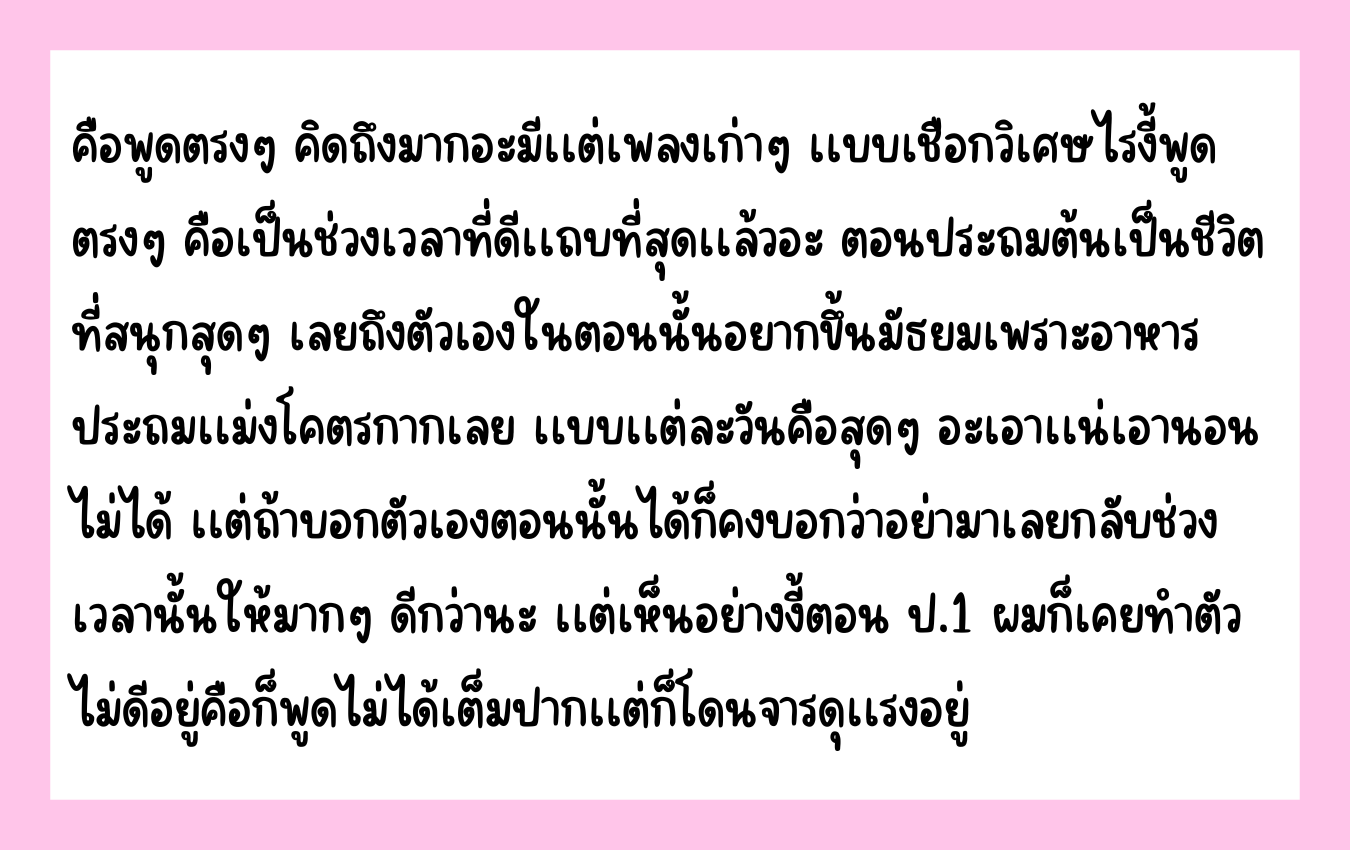 คือพูดตรงๆ คิดถึงมากอะมีแต่เพลงเก่าๆ แบบเชือกวิเศษไรงี้พูด
ตรงๆ คือเป็นช่วงเวลาที่ดีแถบที่สุดแล้วอะ ตอนประถมต้นเป็นชีวิต
ที่สนุกสุดๆ เลยถึงตัวเองในตอนนั้นอยากขึ้นมัธยมเพราะอาหาร
ประถมแม่งโคตรกากเลย แบบแต่ละวันคือสุดๆ อะเอาแน่เอานอน
ไม่ได้ แต่ถ้าบอกตัวเองตอนนั้นได้ก็คงบอกว่าอย่ามาเลยกลับช่วง
เวลานั้นให้มากๆ ดีกว่านะ แต่เห็นอย่างงี้ตอน ป.1 ผมก็เคยทำตัว
ไม่ดีอยู่คือก็พูดไม่ได้เต็มปากแต่ก็โดนจารดุแรงอยู่